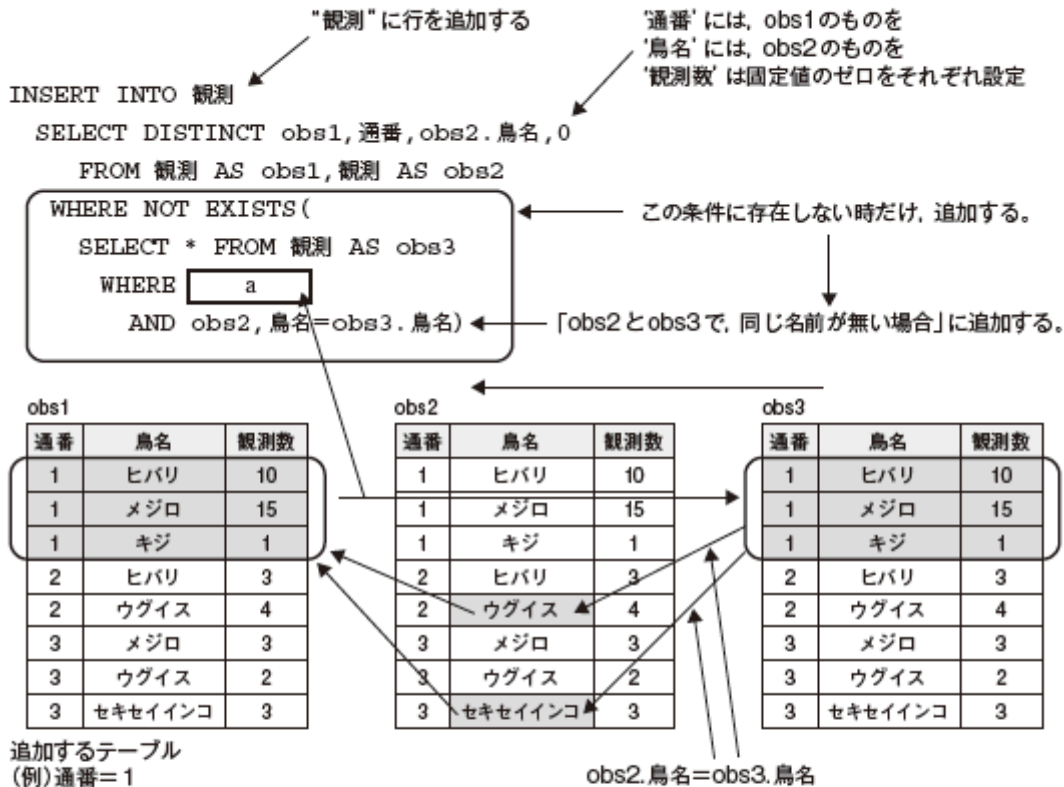 "観測"に行を追加する
'通番'には, obs1のものを
'鳥名'には, obs2のものを
'観測数'は固定値のゼロをそれぞれ設定
INSERT INTO 観測
SELECT DISTINCT obs1,通番,obs2.鳥名,0
FROM 観測 AS obs1,観測 AS obs2
WHERE NOT EXISTS(
この条件に存在しない時だけ, 追加する。
SELECT * FROM 観測 AS obs3
WHERE a
AND obs2,鳥名=obs3.鳥名)
「obs2とobs3で, 同じ名前が無い場合」に追加する。
obs1
通番 鳥名 観測数
1 ヒバリ 10
1 メジロ 15
1 キジ 1
2 ヒバリ 3
2 ウグイス 4
3 メジロ 3
3 ウグイス 2
3 セキセイインコ 3
obs2
通番 鳥名 観測数
1 ヒバリ 10
1 メジロ 15
1 キジ 1
2 ヒバリ 3
2 ウグイス 4
3 メジロ 3
3 ウグイス 2
3 セキセイインコ 3
obs3
通番 鳥名 観測数
1 ヒバリ 10
1 メジロ 15
1 キジ 1
2 ヒバリ 3
2 ウグイス 4
3 メジロ 3
3 ウグイス 2
3 セキセイインコ 3
追加するテーブル
(例)通番=1
obs2.鳥名=obs3.鳥名